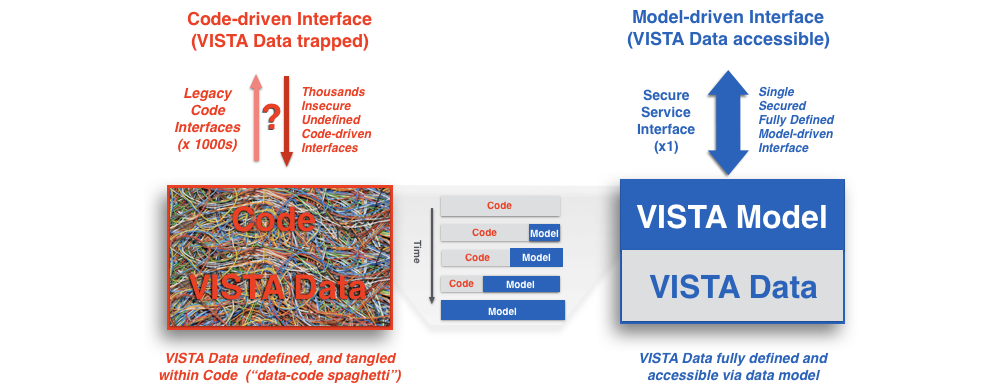 Code-driven Interface
(VISTA Data trapped)
Legacy
Code
Interfaces
(x 1000s)
?
Thousands
Insecure
Undefined
Code-driven
Interfaces
Code
VISTA Data
VISTA Data undefined, and tangled
within Code  (“data-code spaghetti”)
Time
Code
Code Model
Code Model
Code Model
Model
Model-driven Interface
(VISTA Data accessible)
Secure
Service
Interface
(x1)
Single
Secured
Fully Defined
Model-driven
Interface
VISTA Model
VISTA Data
VISTA Data fully defined and
accessible via data model